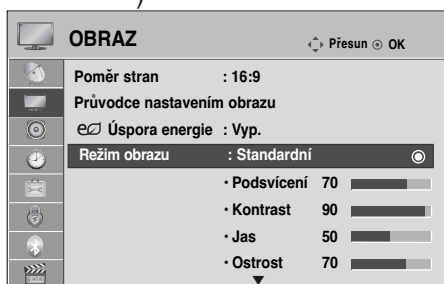 OBRAZ Přesun OK
Poměr stran : 16:9
Průvodce nastavením obrazu
Úspora energie : Vyp.
Režim obrazu : Standardní
• Podsvícení 70
• Kontrast 90
• Jas 50
• Ostrost 70